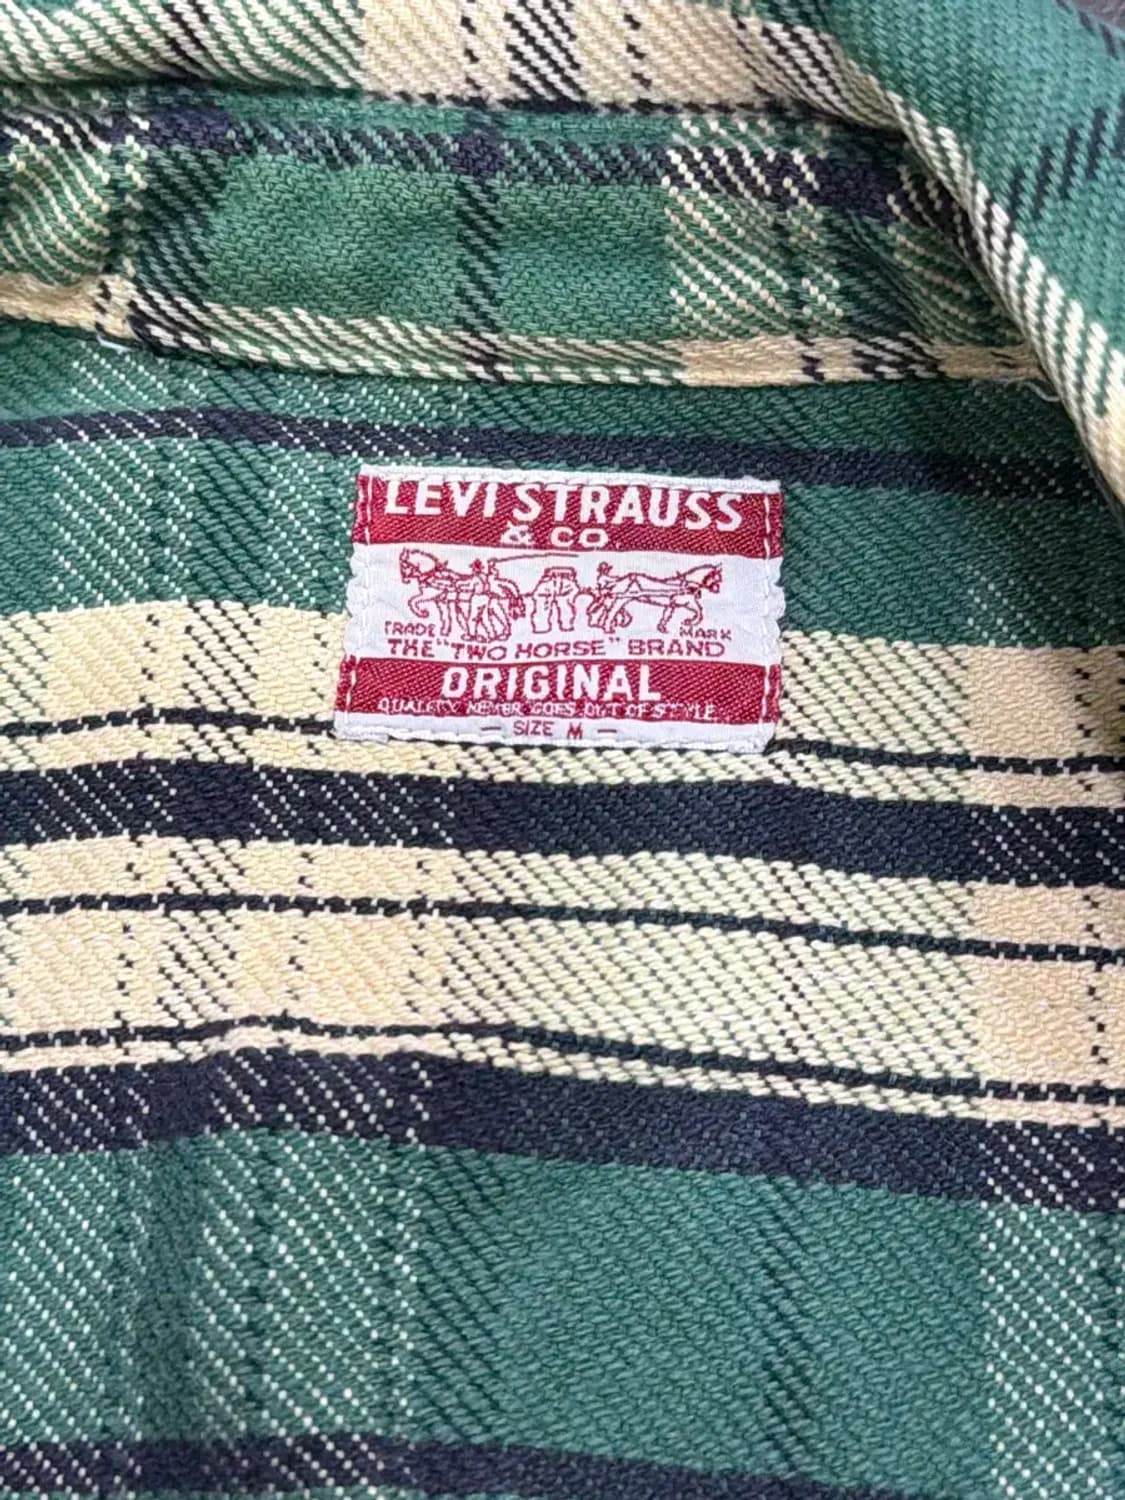 LEVI STRAUSS
& CO.
TRADE MARK
THE "TWO HORSE" BRAND
ORIGINAL
QUALITY NEVER GOES OUT OF STYLE
— SIZE M —